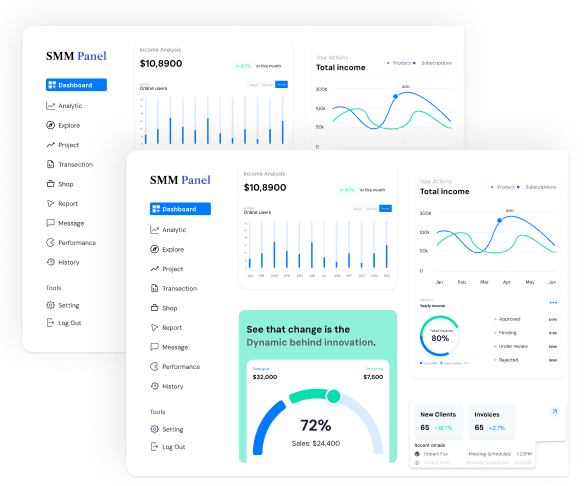 SMM Panel
Dashboard
Analytic
Explore
Project
Transection
Shop
Report
Message
Performance
History
Tools
Setting
Log Out
Income Analysis
$10,8900
Vs this month
Online users
Your Activity
Total income
Product
Subscriptions
300k
100k
50k
0
SMM Panel
Dashboard
Analytic
Explore
Project
Transection
Shop
Report
Message
Performance
History
Tools
Setting
Log Out
Income Analysis
$10,8900
Vs this month
Online users
JAN FEB MAR APR MAY JUN JUL AUG SEP OCT NOV DEC
Your Activity
Total income
Product
Subscriptions
300k
100k
50k
0
Jan Feb Mar Apr May Jun
Yearly income
Total Income
80%
Approved
Pending
Under review
Rejected
See that change is the
Dynamic behind innovation.
$32,000 $7,600
72%
Sales: $24,400
New Clients
65 +18.7%
Invoices
65 +2.7%
Recent emails
Robert Fox Meeting Scheduled 1:23PM
Meeting Scheduled